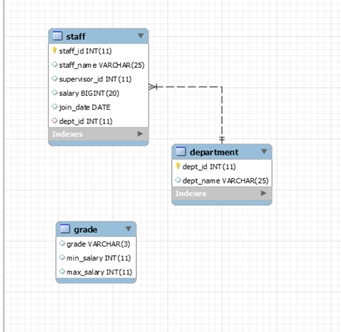 staff
staff_id INT(11)
staff_name VARCHAR(25)
supervisor_id INT(11)
salary BIGINT(20)
join_date DATE
dept_id INT(11)
Indexes
department
dept_id INT(11)
dept_name VARCHAR(25)
Indexes
grade
grade VARCHAR(3)
min_salary INT(11)
max_salary INT(11)